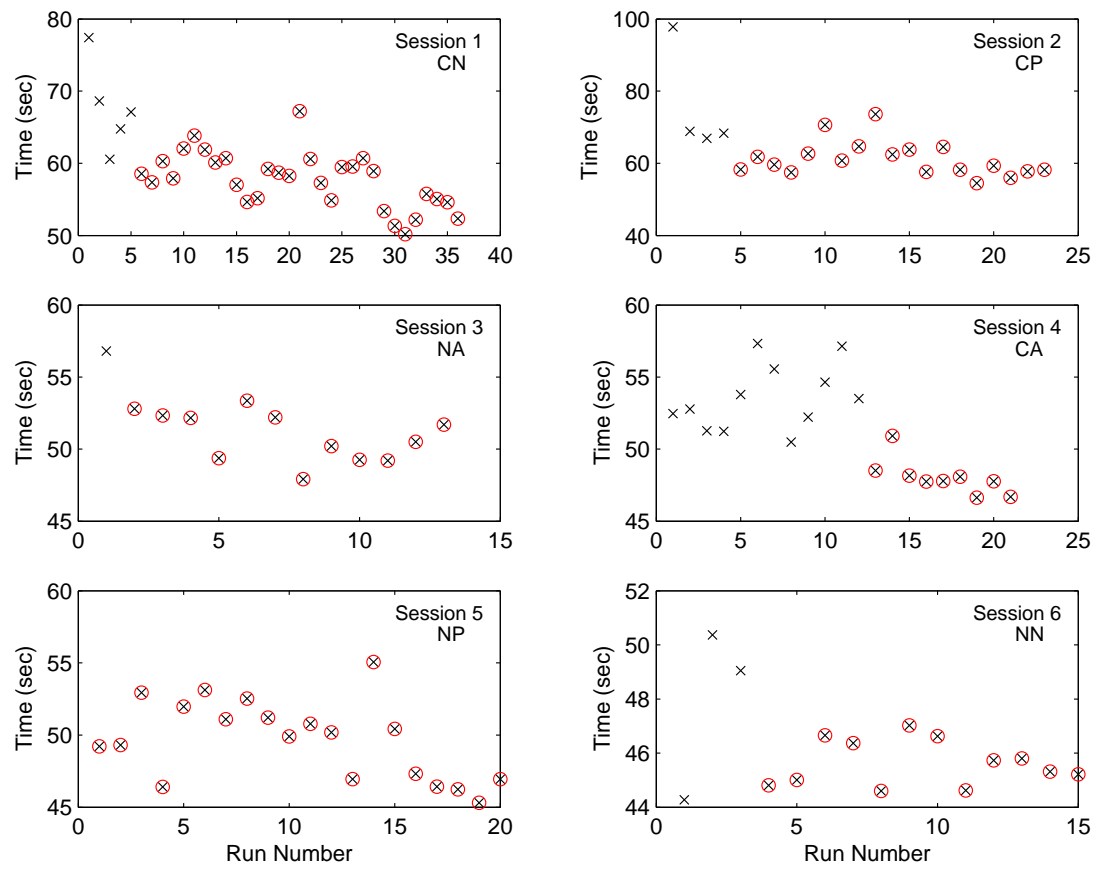 80
70
60
50
0 5 10 15 20 25 30 35 40
Time (sec)
Session 1
CN
100
80
60
40
0 5 10 15 20 25
Time (sec)
Session 2
CP
60
55
50
45
0 5 10 15
Time (sec)
Session 3
NA
60
55
50
45
0 5 10 15 20 25
Time (sec)
Session 4
CA
60
55
50
45
0 5 10 15 20
Time (sec)
Session 5
NP
Run Number
52
50
48
46
44
0 5 10 15
Time (sec)
Session 6
NN
Run Number